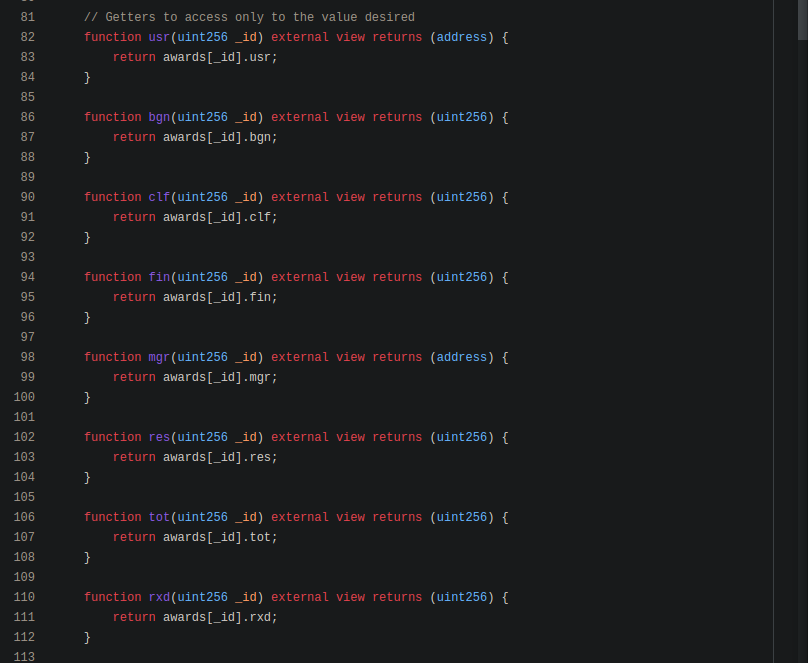 81 // Getters to access only to the value desired
82 function usr(uint256 _id) external view returns (address) {
83 return awards[_id].usr;
84 }
85
86 function bgn(uint256 _id) external view returns (uint256) {
87 return awards[_id].bgn;
88 }
89
90 function clf(uint256 _id) external view returns (uint256) {
91 return awards[_id].clf;
92 }
93
94 function fin(uint256 _id) external view returns (uint256) {
95 return awards[_id].fin;
96 }
97
98 function mgr(uint256 _id) external view returns (address) {
99 return awards[_id].mgr;
100 }
101
102 function res(uint256 _id) external view returns (uint256) {
103 return awards[_id].res;
104 }
105
106 function tot(uint256 _id) external view returns (uint256) {
107 return awards[_id].tot;
108 }
109
110 function rxd(uint256 _id) external view returns (uint256) {
111 return awards[_id].rxd;
112 }
113